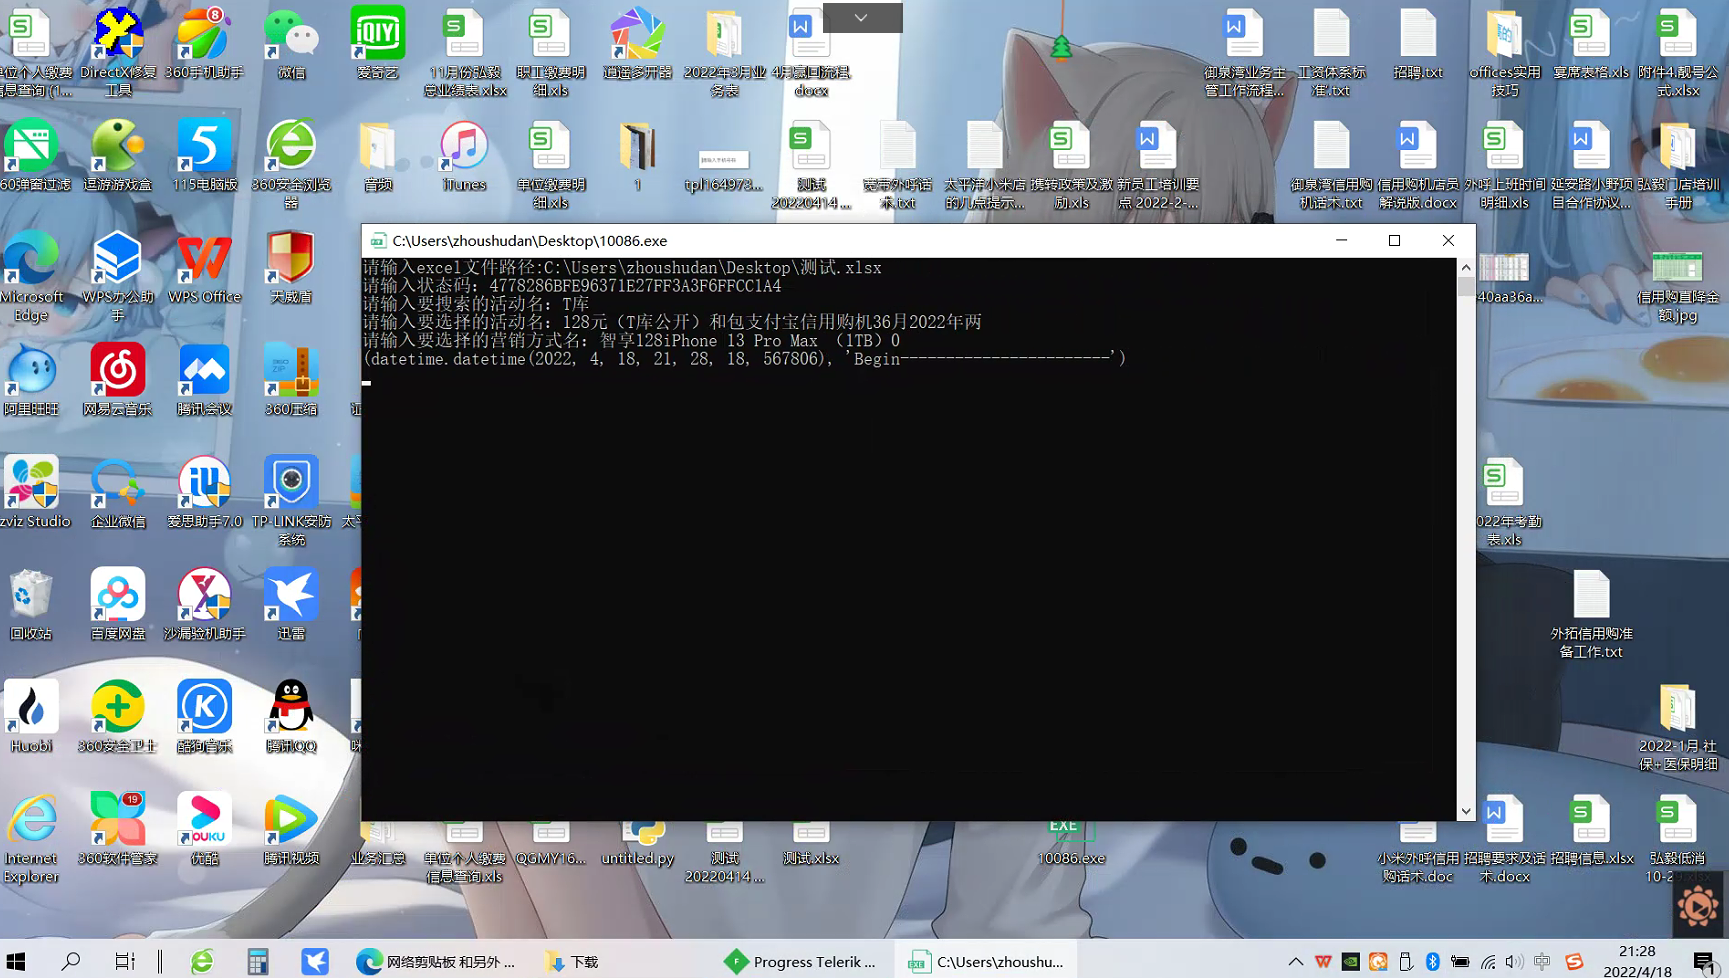 单位个人缴费
信息查询 (1...
DirectX修复
工具
8
360手机助手
微信
iQIYI
爱奇艺
11月份弘毅
总业绩表.xlsx
职工缴费明
细.xls
逍遥多开器
2022年3月业
务表
4月赢回流程.
docx
御泉湾业务主
管工作流程...
工资体系标
准.txt
招聘.txt
offices实用
技巧
宴席表格.xls
附件4.靓号公
式.xlsx
360弹窗过滤
逗游游戏盒
5
115电脑版
360安全浏览
器
音频
iTunes
单位缴费明
细.xls
1
tpl164973...
测试
20220414 ...
宽带外呼话
术.txt
太平洋小米店
的几点提示...
携转政策及激
励.xls
新员工培训要
点 2022-2-...
御泉湾信用购
机话术.txt
信用购机店员
解说版.docx
外呼上班时间
明细.xls
延安路小野项
目合作协议...
弘毅门店培训
手册
C:\Users\zhoushudan\Desktop\10086.exe
请输入excel文件路径:C:\Users\zhoushudan\Desktop\测试.xlsx
请输入状态码: 4778286BFE96371E27FF3A3F6FFCC1A4
请输入要搜索的活动名: T库
请输入要选择的活动名: 128元（T库公开）和包支付宝信用购机36月2022年两
请输入要选择的营销方式名: 智享128iPhone 13 Pro Max （1TB）0
(datetime.datetime(2022, 4, 18, 21, 28, 18, 567806), 'Begin-----------------------')
Microsoft
Edge
WPS办公助
手
WPS Office
天威盾
40aa36a...
信用购直降金
额.jpg
阿里旺旺
网易云音乐
腾讯会议
ZIP
360压缩
ezviz Studio
企业微信
爱思助手7.0
TP-LINK安防
系统
2022年考勤
表.xls
回收站
百度网盘
沙漏验机助手
迅雷
外拓信用购准
备工作.txt
Huobi
360安全卫士
酷狗音乐
腾讯QQ
2022-1月 社
保+医保明细
Internet
Explorer
19
360软件管家
YOUKU
优酷
腾讯视频
业务汇总
单位个人缴费
信息查询.xls
QGMY16...
untitled.py
测试
20220414 ...
测试.xlsx
EXE
10086.exe
小米外呼信用
购话术.doc
招聘要求及话
术.docx
招聘信息.xlsx
弘毅低消
网络剪贴板 和另外 ...
下载
Progress Telerik ...
C:\Users\zhoushu...
中
21:28
2022/4/18
1